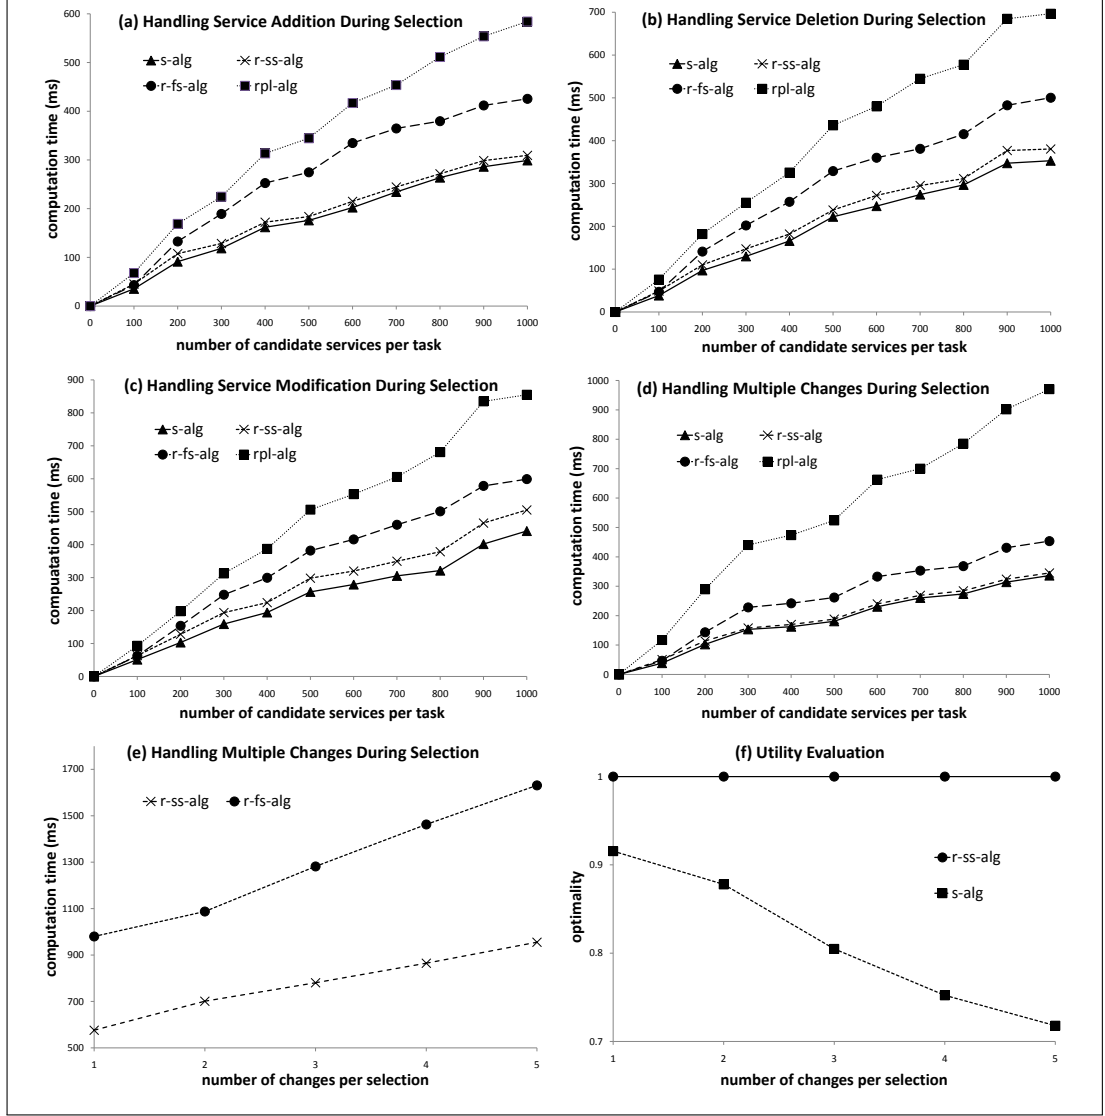 (a) Handling Service Addition During Selection
s-alg
r-ss-alg
r-fs-alg
rpl-alg
600
500
400
300
200
100
0
computation time (ms)
0 100 200 300 400 500 600 700 800 900 1000
number of candidate services per task
(b) Handling Service Deletion During Selection
s-alg
r-ss-alg
r-fs-alg
rpl-alg
700
600
500
400
300
200
100
0
computation time (ms)
0 100 200 300 400 500 600 700 800 900 1000
number of candidate services per task
(c) Handling Service Modification During Selection
s-alg
r-ss-alg
r-fs-alg
rpl-alg
900
800
700
600
500
400
300
200
100
0
compuatation time (ms)
0 100 200 300 400 500 600 700 800 900 1000
number of candidate services per task
(d) Handling Multiple Changes During Selection
s-alg
r-ss-alg
r-fs-alg
rpl-alg
1000
900
800
700
600
500
400
300
200
100
0
computation time (ms)
0 100 200 300 400 500 600 700 800 900 1000
number of candidate services per task
(e) Handling Multiple Changes During Selection
r-ss-alg
r-fs-alg
1700
1500
1300
1100
900
700
500
computation time (ms)
1 2 3 4 5
number of changes per selection
(f) Utility Evaluation
r-ss-alg
s-alg
1
0.9
0.8
0.7
optimality
1 2 3 4 5
number of changes per selection